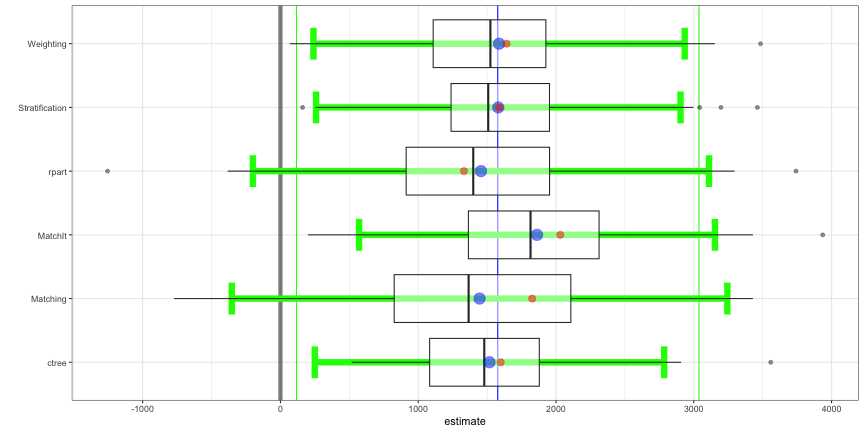 Weighting
Stratification
rpart
MatchIt
Matching
ctree
-1000 0 1000 2000 3000 4000
estimate